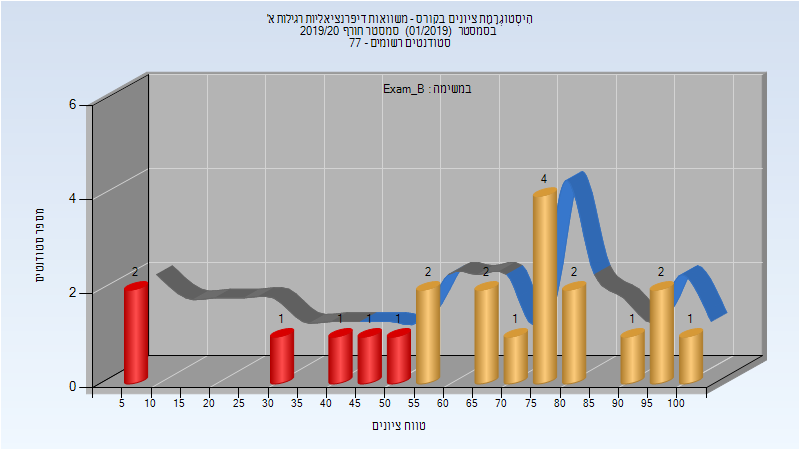 הִיסְטוֹגְרָמַת ציונים בקורס - משוואות דיפרנציאליות רגילות א'
בסמסטר (01/2019) סמסטר חורף 2019/20
סטודנטים רשומים - 77
במשימה : Exam_B
מספר סטודנטים
6
4
2
0
2
1
1
1
1
2
2
1
4
2
1
2
1
5 10 15 20 25 30 35 40 45 50 55 60 65 70 75 80 85 90 95 100
טווח ציונים